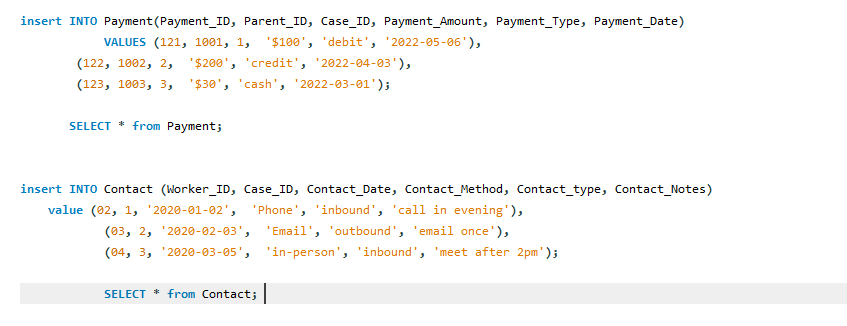 insert INTO Payment(Payment_ID, Parent_ID, Case_ID, Payment_Amount, Payment_Type, Payment_Date)
VALUES (121, 1001, 1, '$100', 'debit', '2022-05-06'),
(122, 1002, 2, '$200', 'credit', '2022-04-03'),
(123, 1003, 3, '$30', 'cash', '2022-03-01');
SELECT * from Payment;
insert INTO Contact (Worker_ID, Case_ID, Contact_Date, Contact_Method, Contact_type, Contact_Notes)
value (02, 1, '2020-01-02', 'Phone', 'inbound', 'call in evening'),
(03, 2, '2020-02-03', 'Email', 'outbound', 'email once'),
(04, 3, '2020-03-05', 'in-person', 'inbound', 'meet after 2pm');
SELECT * from Contact;